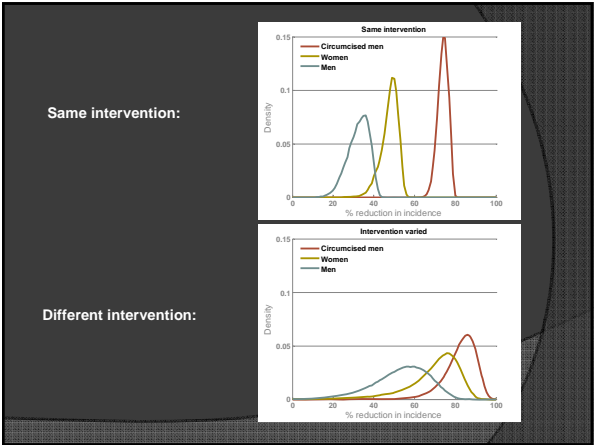 Same intervention:
Same intervention
0.15
Circumcised men
Women
Men
0.1
Density
0.05
0
0 20 40 60 80 100
% reduction in incidence
Different intervention:
Intervention varied
0.15
Circumcised men
Women
Men
0.1
Density
0.05
0
0 20 40 60 80 100
% reduction in incidence